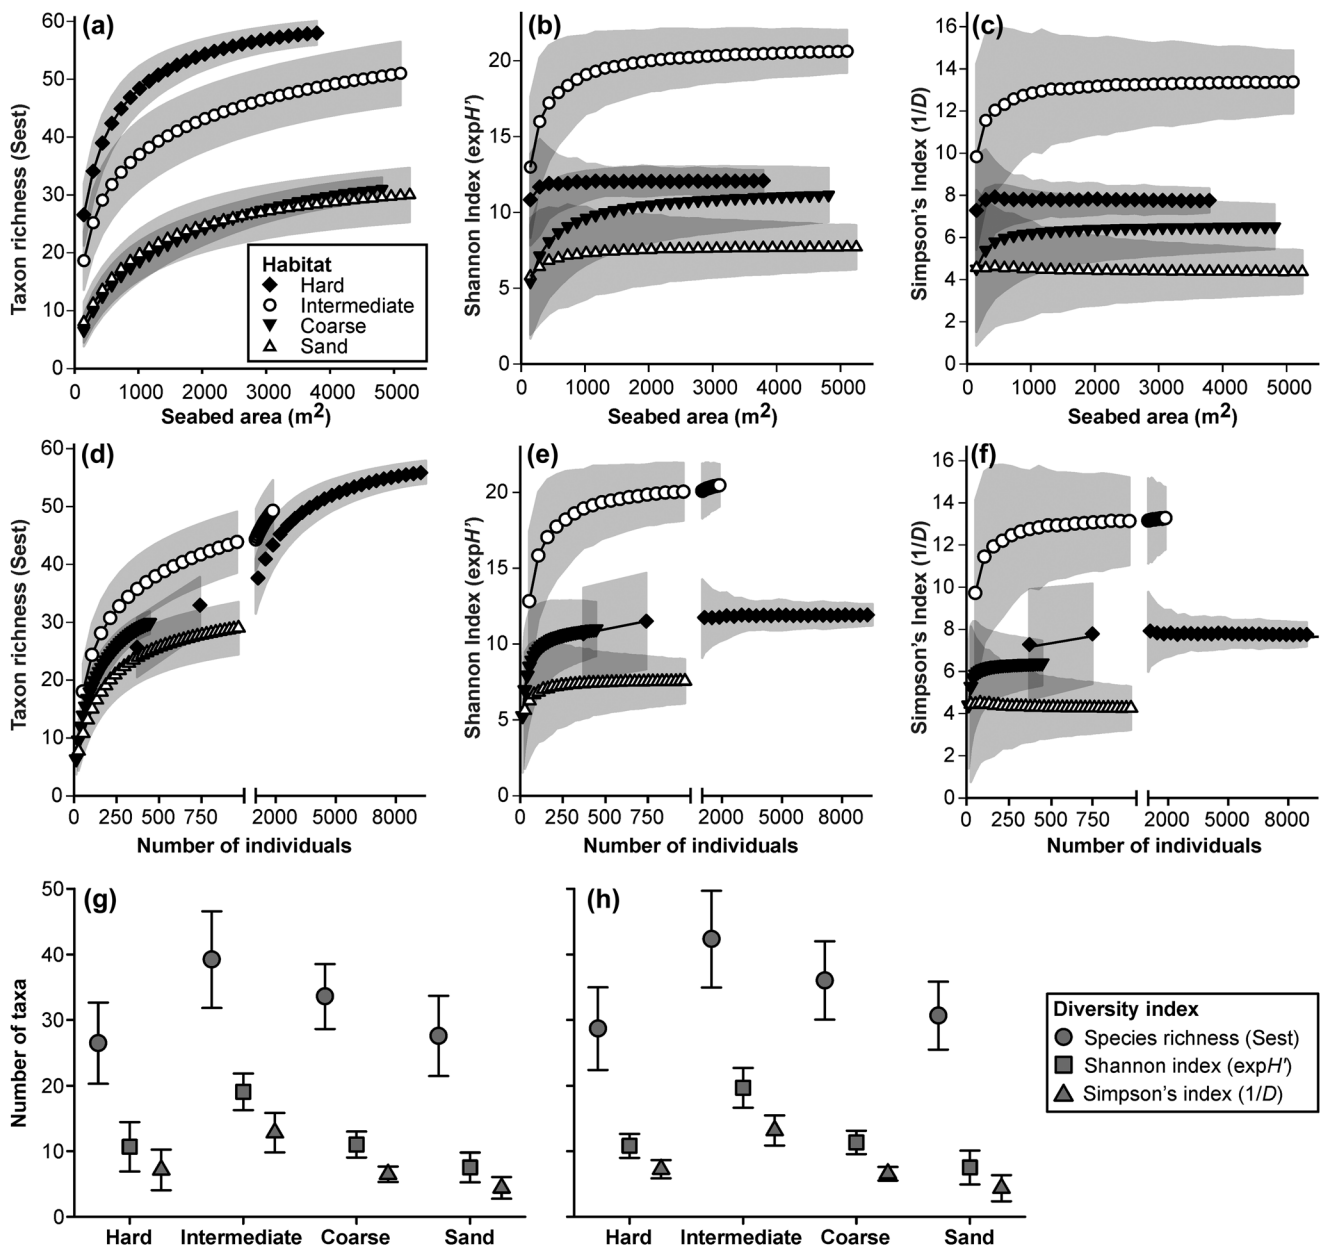 (a)
Taxon richness (Sest)
60
50
40
30
20
10
0
0 1000 2000 3000 4000 5000
Seabed area (m²)
Habitat
Hard
Intermediate
Coarse
Sand
(b)
Shannon Index (expH')
20
15
10
5
0
0 1000 2000 3000 4000 5000
Seabed area (m²)
(c)
Simpson's Index (1/D)
16
14
12
10
8
6
4
2
0
0 1000 2000 3000 4000 5000
Seabed area (m²)
(d)
Taxon richness (Sest)
60
50
40
30
20
10
0
0 250 500 750 2000 5000 8000
Number of individuals
(e)
Shannon Index (expH')
20
15
10
5
0
0 250 500 750 2000 5000 8000
Number of individuals
(f)
Simpson's Index (1/D)
16
14
12
10
8
6
4
2
0
0 250 500 750 2000 5000 8000
Number of individuals
(g)
Number of taxa
50
40
30
20
10
0
Hard Intermediate Coarse Sand
(h)
Hard Intermediate Coarse Sand
Diversity index
Species richness (Sest)
Shannon index (expH')
Simpson's index (1/D)